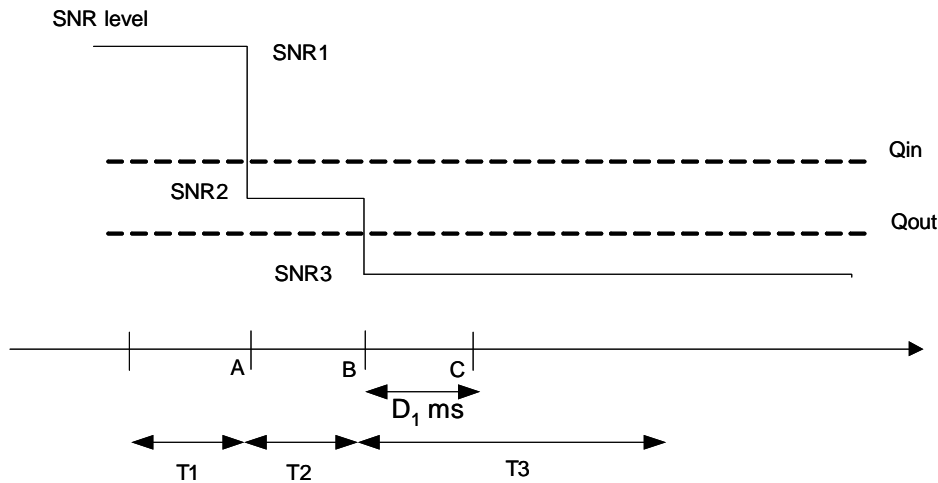 SNR level
SNR1
Qin
SNR2
Qout
SNR3
A B C
D₁ ms
T1 T2 T3